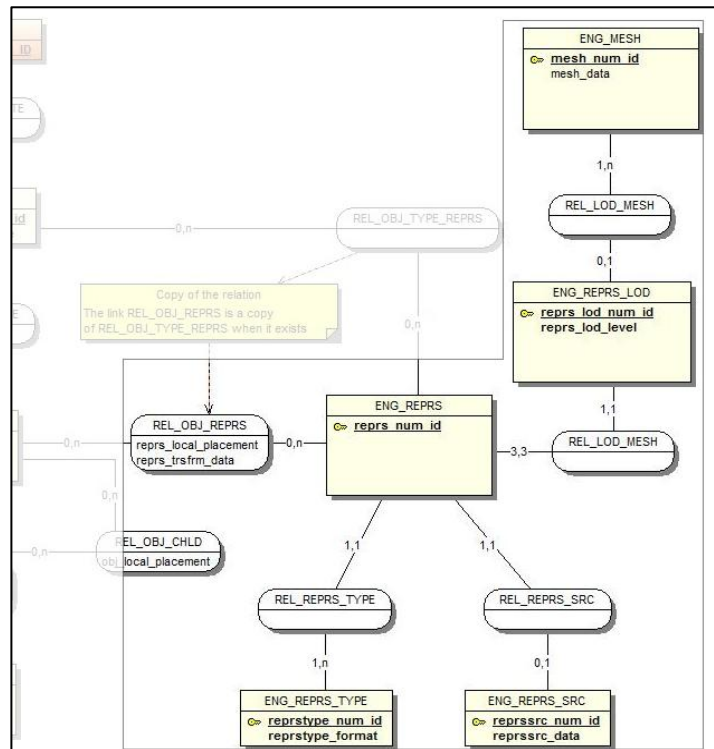 ENG_MESH
mesh_num_id
mesh_data
_ID
1,n
TE
REL_LOD_MESH
_id
REL_OBJ_TYPE_REPRS
0,n
0,1
ENG_REPRS_LOD
reprs_lod_num_id
reprs_lod_level
Copy of the relation
The link REL_OBJ_REPRS is a copy
of REL_OBJ_TYPE_REPRS when it exists
E
0,n
1,1
ENG_REPRS
reprs_num_id
REL_OBJ_REPRS
reprs_local_placement
reprs_trsfrm_data
0,n
0,n
3,3
REL_LOD_MESH
0,n
REL_OBJ_CHLD
obj_local_placement
0,n
1,1
1,1
REL_REPRS_TYPE
REL_REPRS_SRC
1,n
0,1
ENG_REPRS_TYPE
reprstype_num_id
reprstype_format
ENG_REPRS_SRC
reprssrc_num_id
reprssrc_data